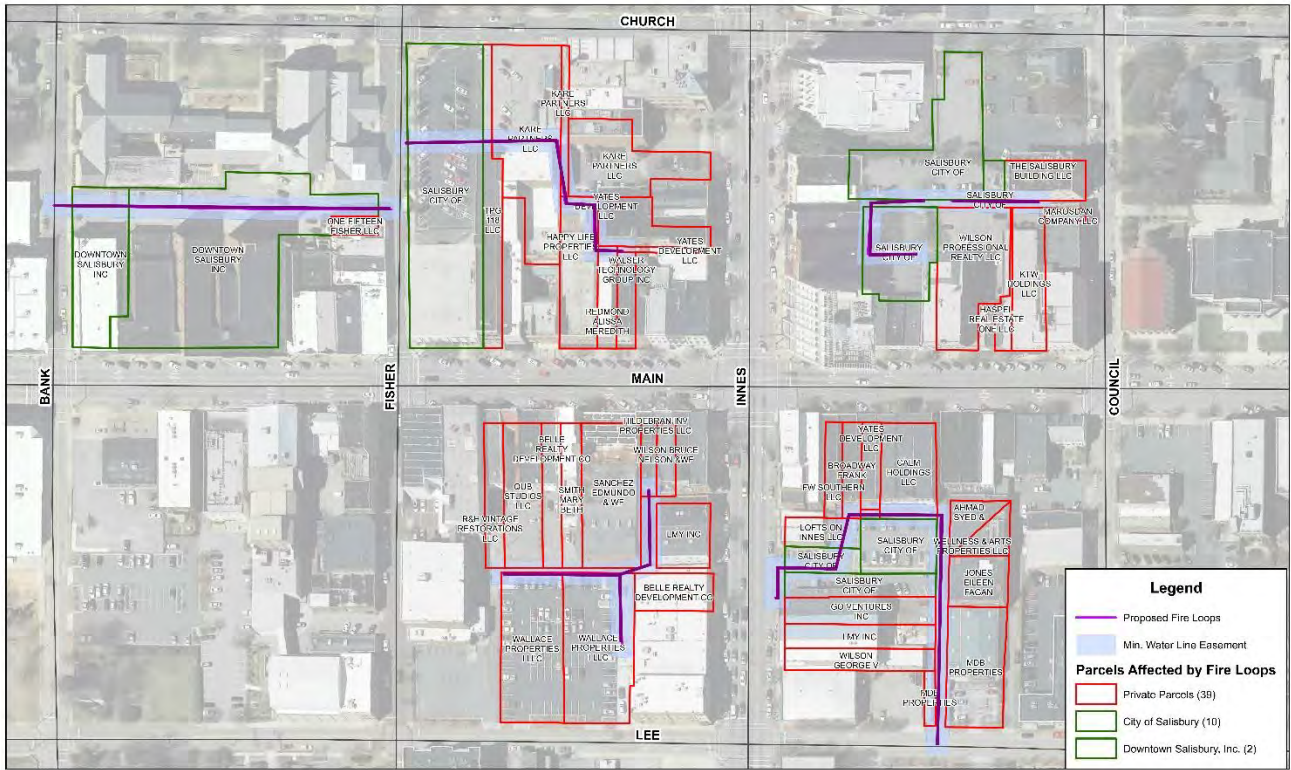 CHURCH
KARE
PARTNERS
LLC
KARE
PARTNERS
LLC
KARE
PARTNERS
LLC
SALISBURY
CITY OF
TPG
118
LLC
YATES
DEVELOPMENT
LLC
HAPPY LIFE
PROPERTIES
LLC
WALSER
TECHNOLOGY
GROUP INC
YATES
DEVELOPMENT
LLC
REDMOND
ALISSA
MEREDITH
ONE FIFTEEN
FISHER LLC
DOWNTOWN
SALISBURY
INC
DOWNTOWN
SALISBURY
INC
SALISBURY
CITY OF
THE SALISBURY
BUILDING LLC
SALISBURY
CITY OF
MARUSDAN
COMPANY LLC
SALISBURY
CITY OF
WILSON
PROFESSIONAL
REALTY LLC
KTW
HOLDINGS
LLC
HASPEL
REAL ESTATE
ONE LLC
BANK
FISHER
MAIN
INNES
COUNCIL
HILDEBRAN INV
PROPERTIES LLC
BELLE
REALTY
DEVELOPMENT CO
WILSON BRUCE
NELSON &WF
QUB
STUDIOS
LLC
SMITH
MARY
BETH
SANCHEZ
EDMUNDO
& WF
R&H VINTAGE
RESTORATIONS
LLC
LMY INC
BELLE REALTY
DEVELOPMENT CO
WALLACE
PROPERTIES
LLC
WALLACE
PROPERTIES
LLC
YATES
DEVELOPMENT
LLC
BROADWAY
FRANK
CALM
HOLDINGS
LLC
FW SOUTHERN
LLC
LOFTS ON
INNES LLC
SALISBURY
CITY OF
SALISBURY
CITY OF
AHMAD
SYED &
WELLNESS & ARTS
PROPERTIES LLC
SALISBURY
CITY OF
JONES
EILEEN
FAGAN
GO VENTURES
INC
LMY INC
WILSON
GEORGE V
MDB
PROPERTIES
MDB
PROPERTIES
LEE
Legend
Proposed Fire Loops
Min. Water Line Easement
Parcels Affected by Fire Loops
Private Parcels (39)
City of Salisbury (10)
Downtown Salisbury, Inc. (2)